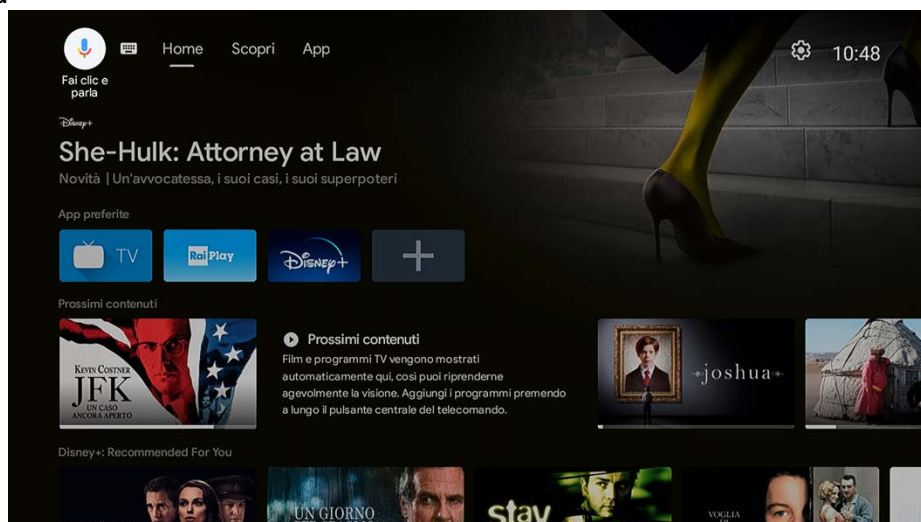 Home Scopri App
10:48
Fai clic e
parla
Disney+
She-Hulk: Attorney at Law
Novità | Un'avvocatessa, i suoi casi, i suoi superpoteri
App preferite
TV
Rai Play
Disney+
Prossimi contenuti
KEVIN COSTNER
JFK
UN CASO
ANCORA APERTO
Prossimi contenuti
Film e programmi TV vengono mostrati
automaticamente qui, così puoi riprenderne
agevolmente la visione. Aggiungi i programmi premendo
a lungo il pulsante centrale del telecomando.
joshua
Disney+: Recommended For You
UN GIORNO
stay
VOGLIA